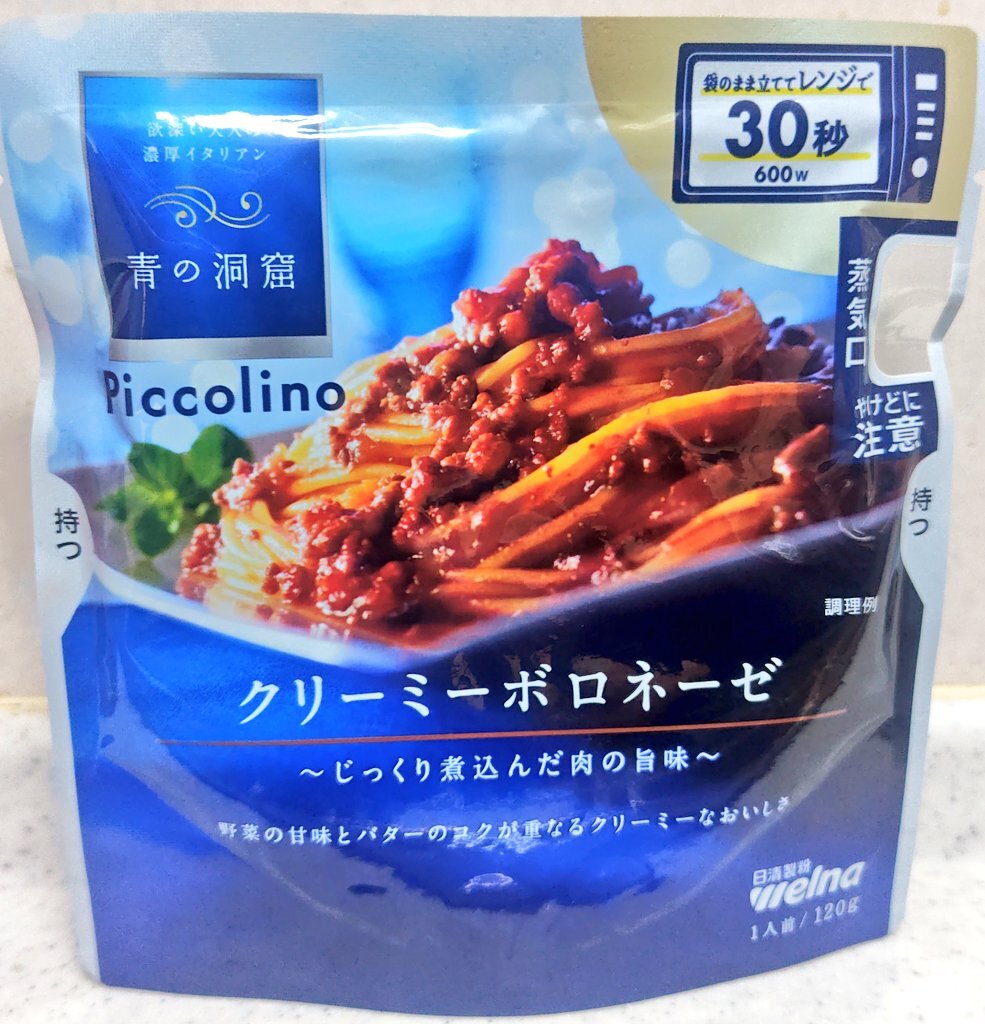 欲深い大人の
濃厚イタリアン
青の洞窟
Piccolino
袋のまま立ててレンジで
30秒
600W
蒸気口
やけどに
注意
持つ
持つ
調理例
クリーミーボロネーゼ
～じっくり煮込んだ肉の旨味～
野菜の甘味とバターのコクが重なるクリーミーなおいしさ
日清製粉
welna
1人前/120g